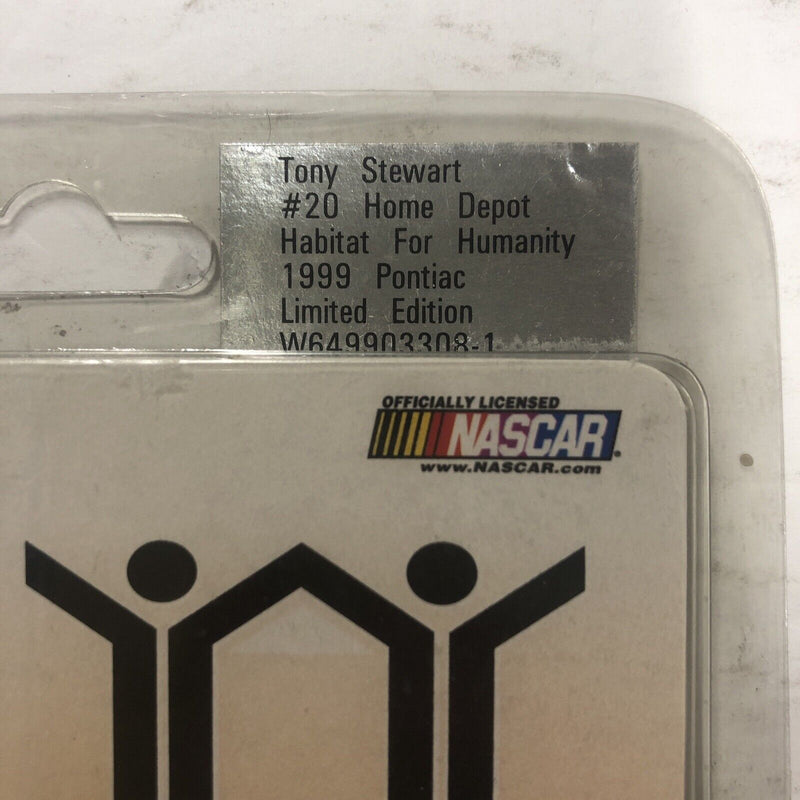 Tony Stewart
#20 Home Depot
Habitat For Humanity
1999 Pontiac
Limited Edition
W649903308-1
OFFICIALLY LICENSED
NASCAR.
www.NASCAR.com